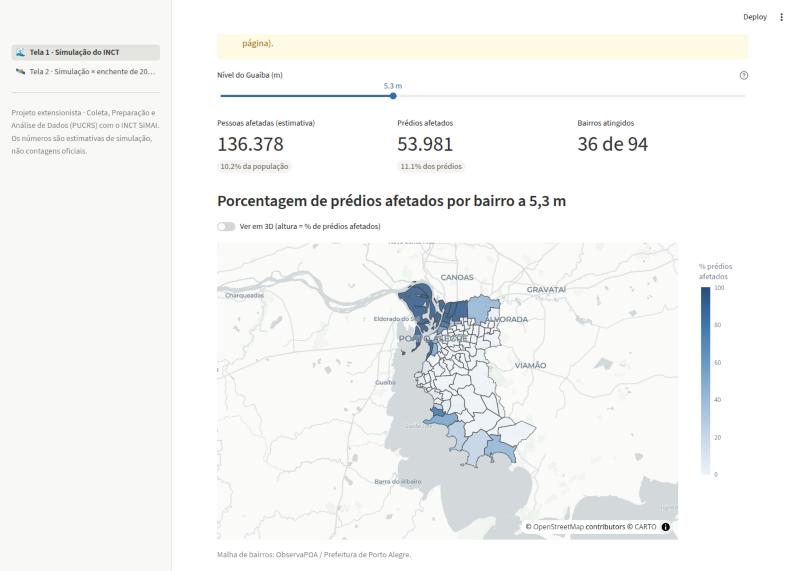 Deploy
Tela 1 - Simulação do INCT
Tela 2 - Simulação × enchente de 20...
Projeto extensionista · Coleta, Preparação e
Análise de Dados (PUCRS) com o INCT SiMAI.
Os números são estimativas de simulação,
não contagens oficiais.
página).
Nível do Guaíba (m)
5.3 m
Pessoas afetadas (estimativa)
136.378
10.2% da população
Prédios afetados
53.981
11.1% dos prédios
Bairros atingidos
36 de 94
Porcentagem de prédios afetados por bairro a 5,3 m
Ver em 3D (altura = % de prédios afetados)
CANOAS
Charqueadas
GRAVATAÍ
Eldorado do
ALVORADA
VIAMÃO
Guaíba
Barra do Ribeiro
© OpenStreetMap contributors © CARTO
% prédios
afetados
100
80
60
40
20
0
Malha de bairros: ObservaPOA / Prefeitura de Porto Alegre.